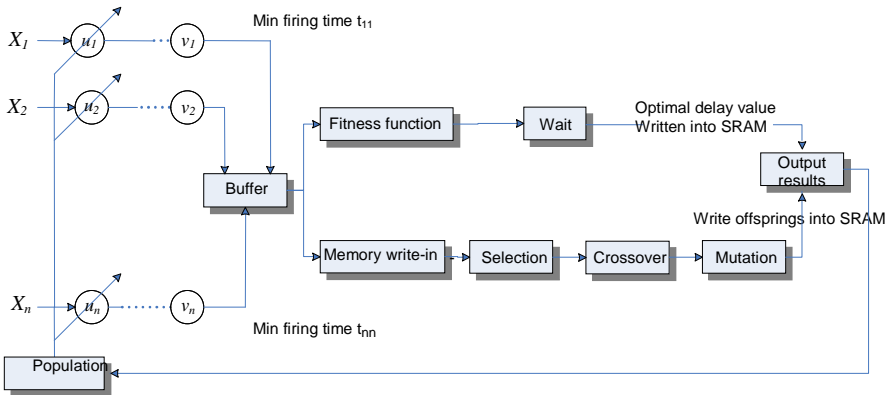 Min firing time t11
X1
u1
v1
X2
u2
v2
Fitness function
Wait
Optimal delay value
Written into SRAM
Output
results
Buffer
Write offsprings into SRAM
Memory write-in
Selection
Crossover
Mutation
Xn
un
vn
Min firing time tnn
Population